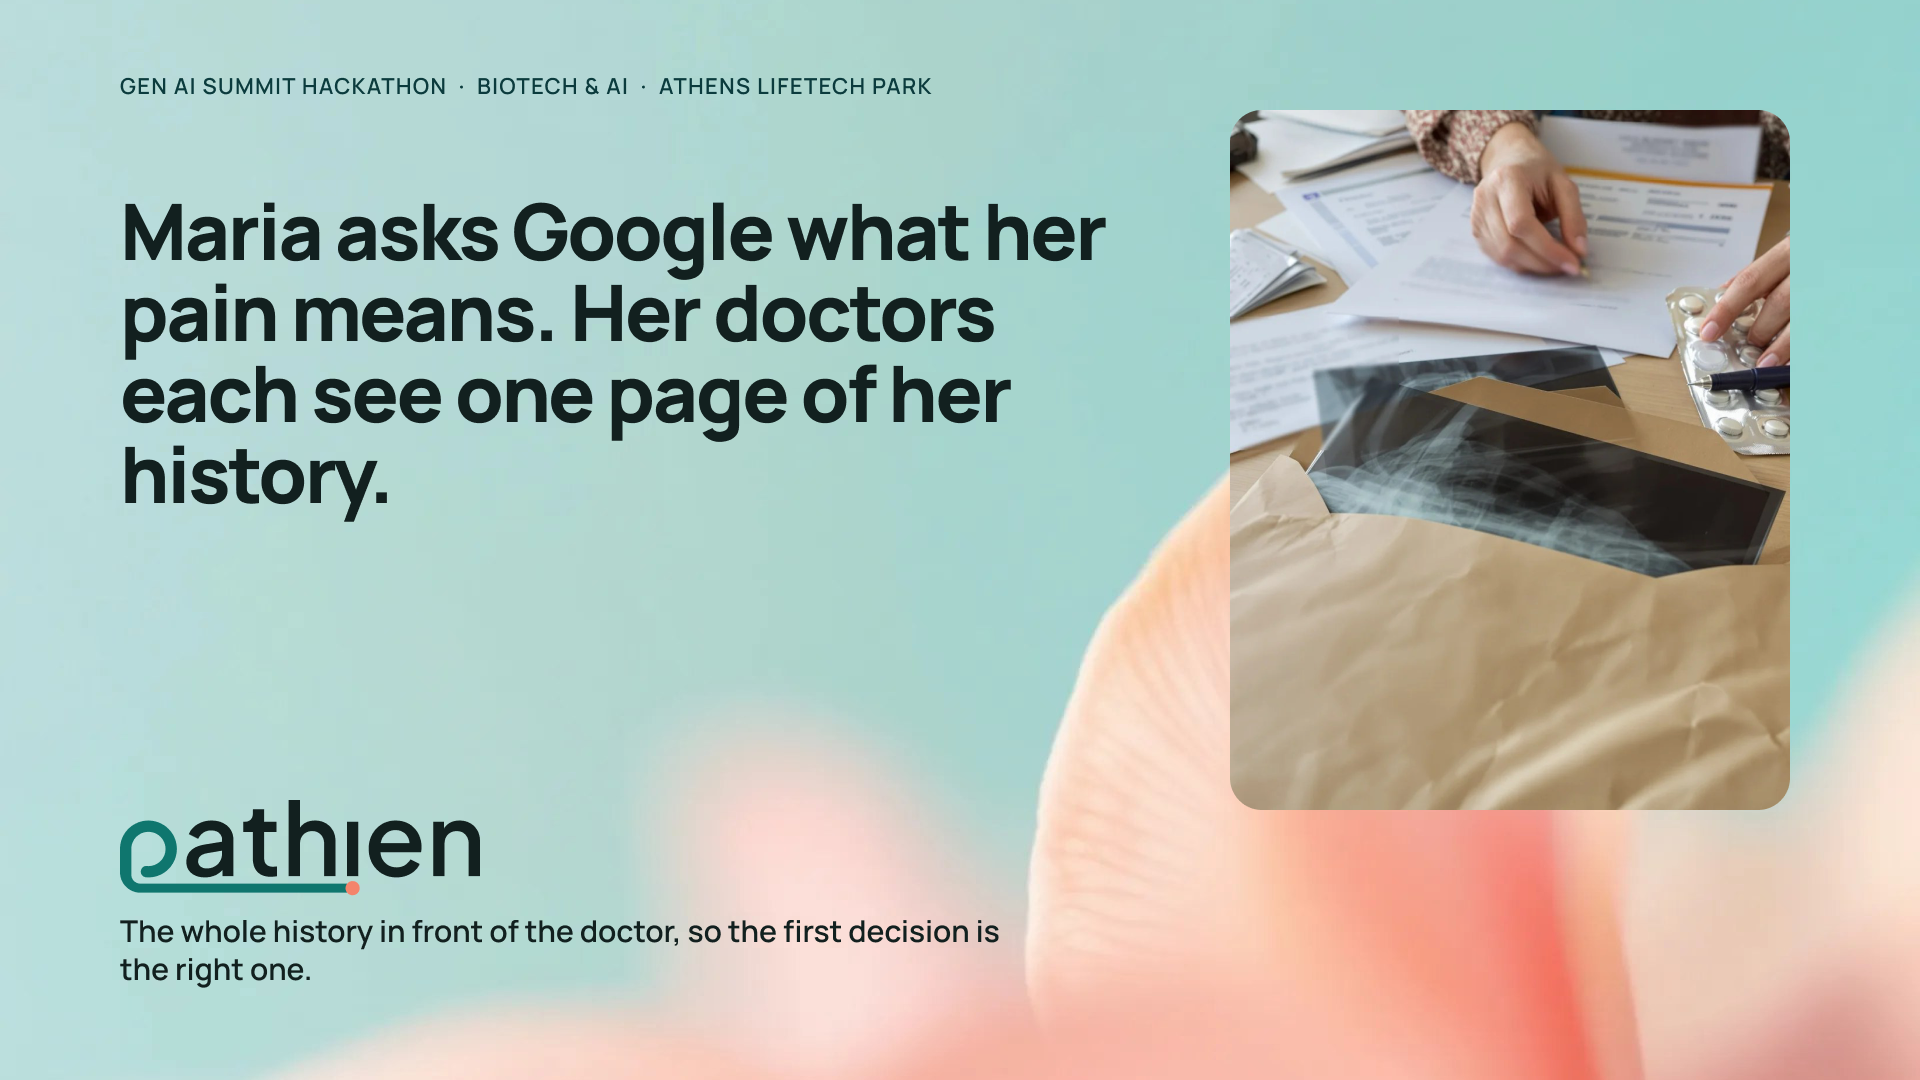 GEN AI SUMMIT HACKATHON · BIOTECH & AI · ATHENS LIFETECH PARK
Maria asks Google what her
pain means. Her doctors
each see one page of her
history.
pathien
The whole history in front of the doctor, so the first decision is
the right one.